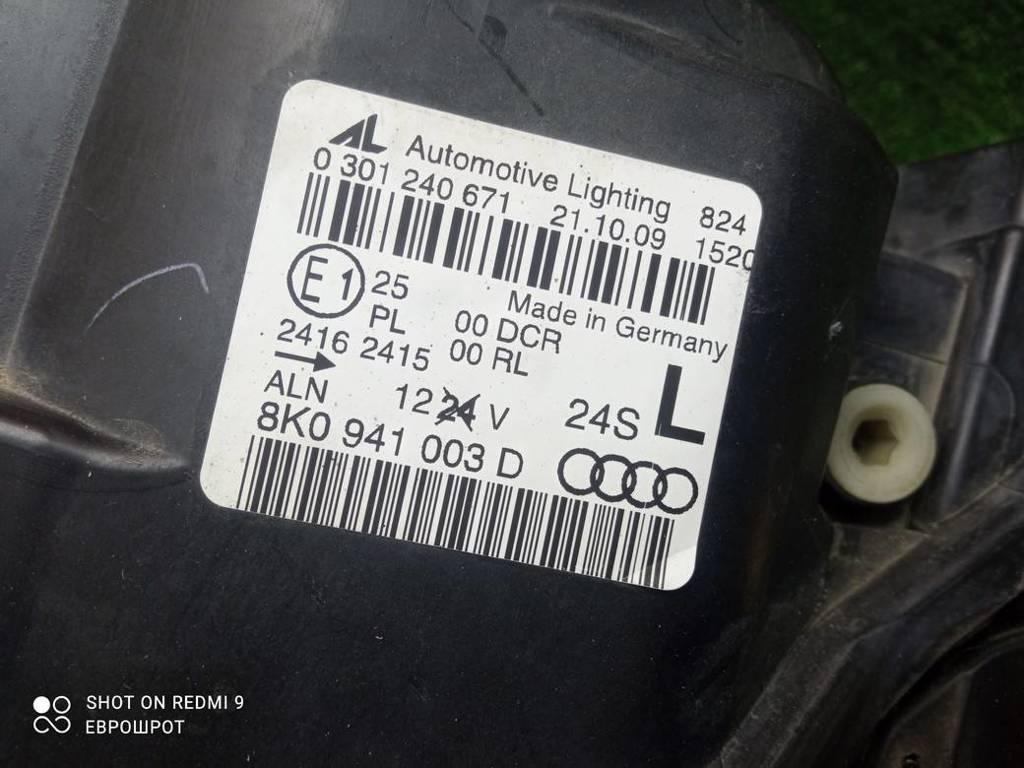 AL Automotive Lighting 824
0 301 240 671 21.10.09 1520
E1 25 Made in Germany
PL 00 DCR
2416 2415 00 RL
ALN 12 24 V 24S L
8K0 941 003 D
SHOT ON REDMI 9
ЕВРОШРОТ